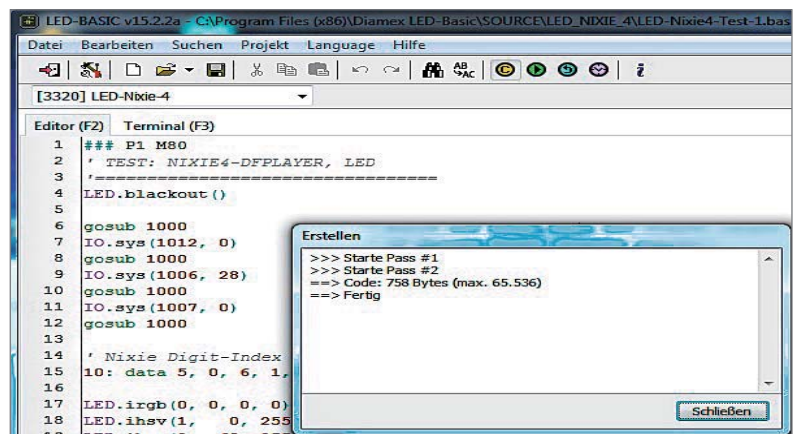 LED-BASIC v15.2.2a - C:\Program Files (x86)\Diamex LED-Basic\SOURCE\LED_NIXIE_4\LED-Nixie4-Test-1.bas
Datei Bearbeiten Suchen Projekt Language Hilfe
[3320] LED-Nixie-4
Editor (F2) Terminal (F3)
1 ### P1 M80
2 ' TEST: NIXIE4-DFPLAYER, LED
3 '==================================
4 LED.blackout()
5
6 gosub 1000
7 IO.sys(1012, 0)
8 gosub 1000
9 IO.sys(1006, 28)
10 gosub 1000
11 IO.sys(1007, 0)
12 gosub 1000
13
14 ' Nixie Digit-Index
15 10: data 5, 0, 6, 1,
16
17 LED.irgb(0, 0, 0, 0)
18 LED.ihsv(1, 0, 255
Erstellen
>>> Starte Pass #1
>>> Starte Pass #2
==> Code: 758 Bytes (max. 65.536)
==> Fertig
Schließen